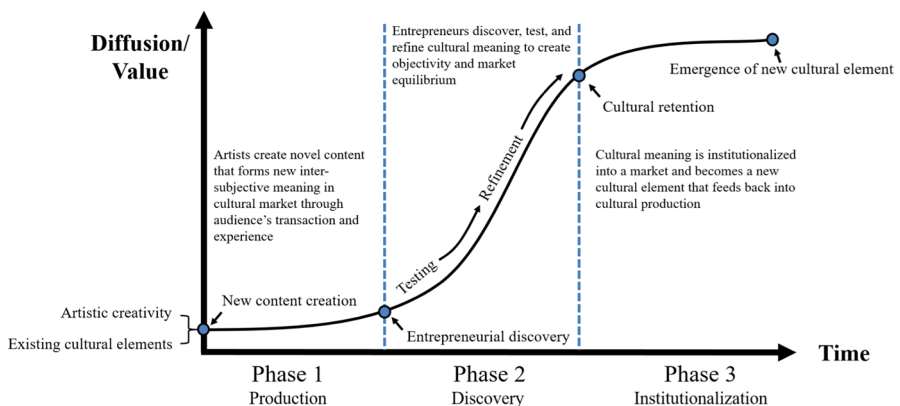 Diffusion/
Value
Entrepreneurs discover, test, and
refine cultural meaning to create
objectivity and market
equilibrium
Emergence of new cultural element
Cultural retention
Artists create novel content
that forms new inter-
subjective meaning in
cultural market through
audience's transaction and
experience
Refinement
Cultural meaning is institutionalized
into a market and becomes a new
cultural element that feeds back into
cultural production
Testing
New content creation
Artistic creativity
Existing cultural elements
Entrepreneurial discovery
Time
Phase 1
Production
Phase 2
Discovery
Phase 3
Institutionalization